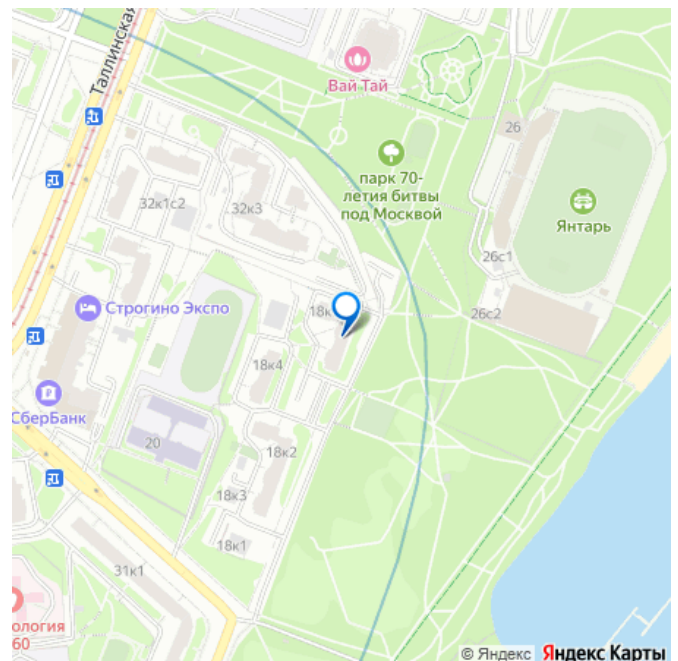 Таллинская
Вай Тай
26
парк 70-
летия битвы
под Москвой
Янтарь
32к1с2
32к3
26с1
Строгино Экспо
18к
26с2
18к4
СберБанк
20
18к2
18к3
18к1
31к1
ология
60
© Яндекс Яндекс Карты